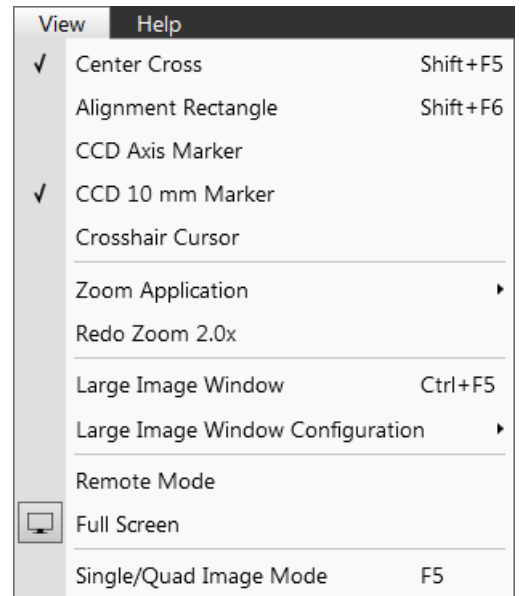 View Help
√ Center Cross Shift+F5
Alignment Rectangle Shift+F6
CCD Axis Marker
√ CCD 10 mm Marker
Crosshair Cursor
Zoom Application
Redo Zoom 2.0x
Large Image Window Ctrl+F5
Large Image Window Configuration
Remote Mode
Full Screen
Single/Quad Image Mode F5